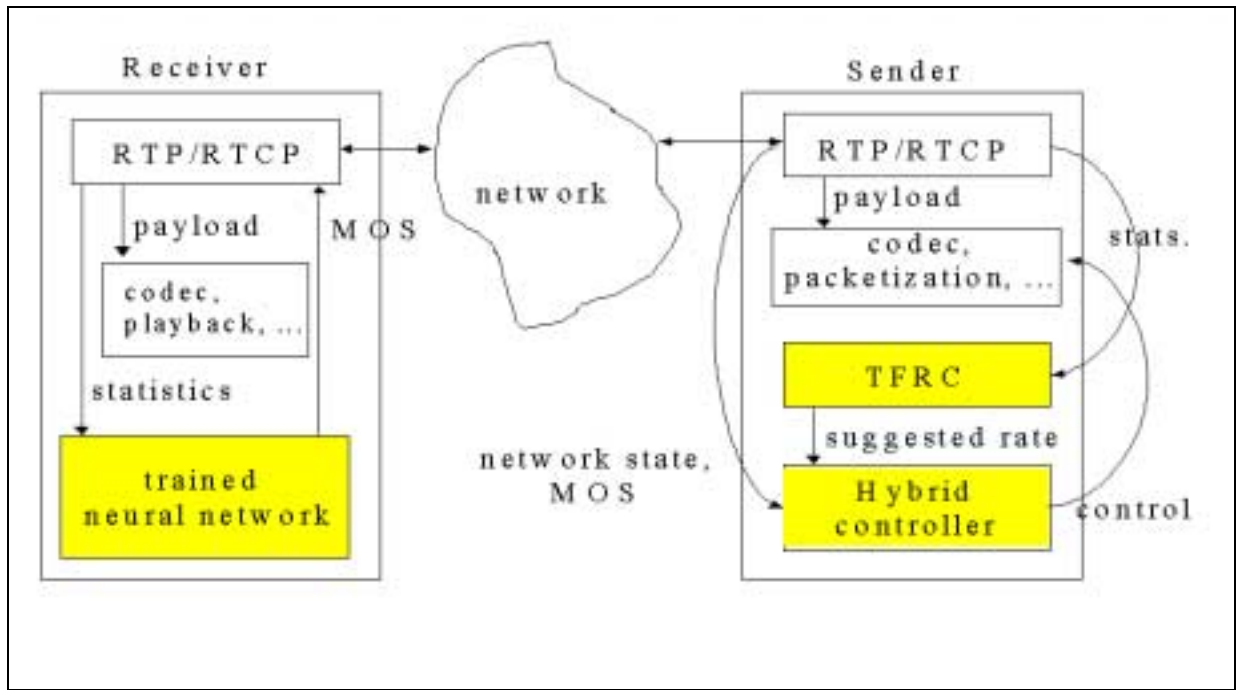 Receiver
RTP/RTCP
payload
MOS
codec,
playback, ...
statistics
trained
neural network
network
network state,
MOS
Sender
RTP/RTCP
payload
stats.
codec,
packetization, ...
TFRC
suggested rate
Hybrid
controller
control